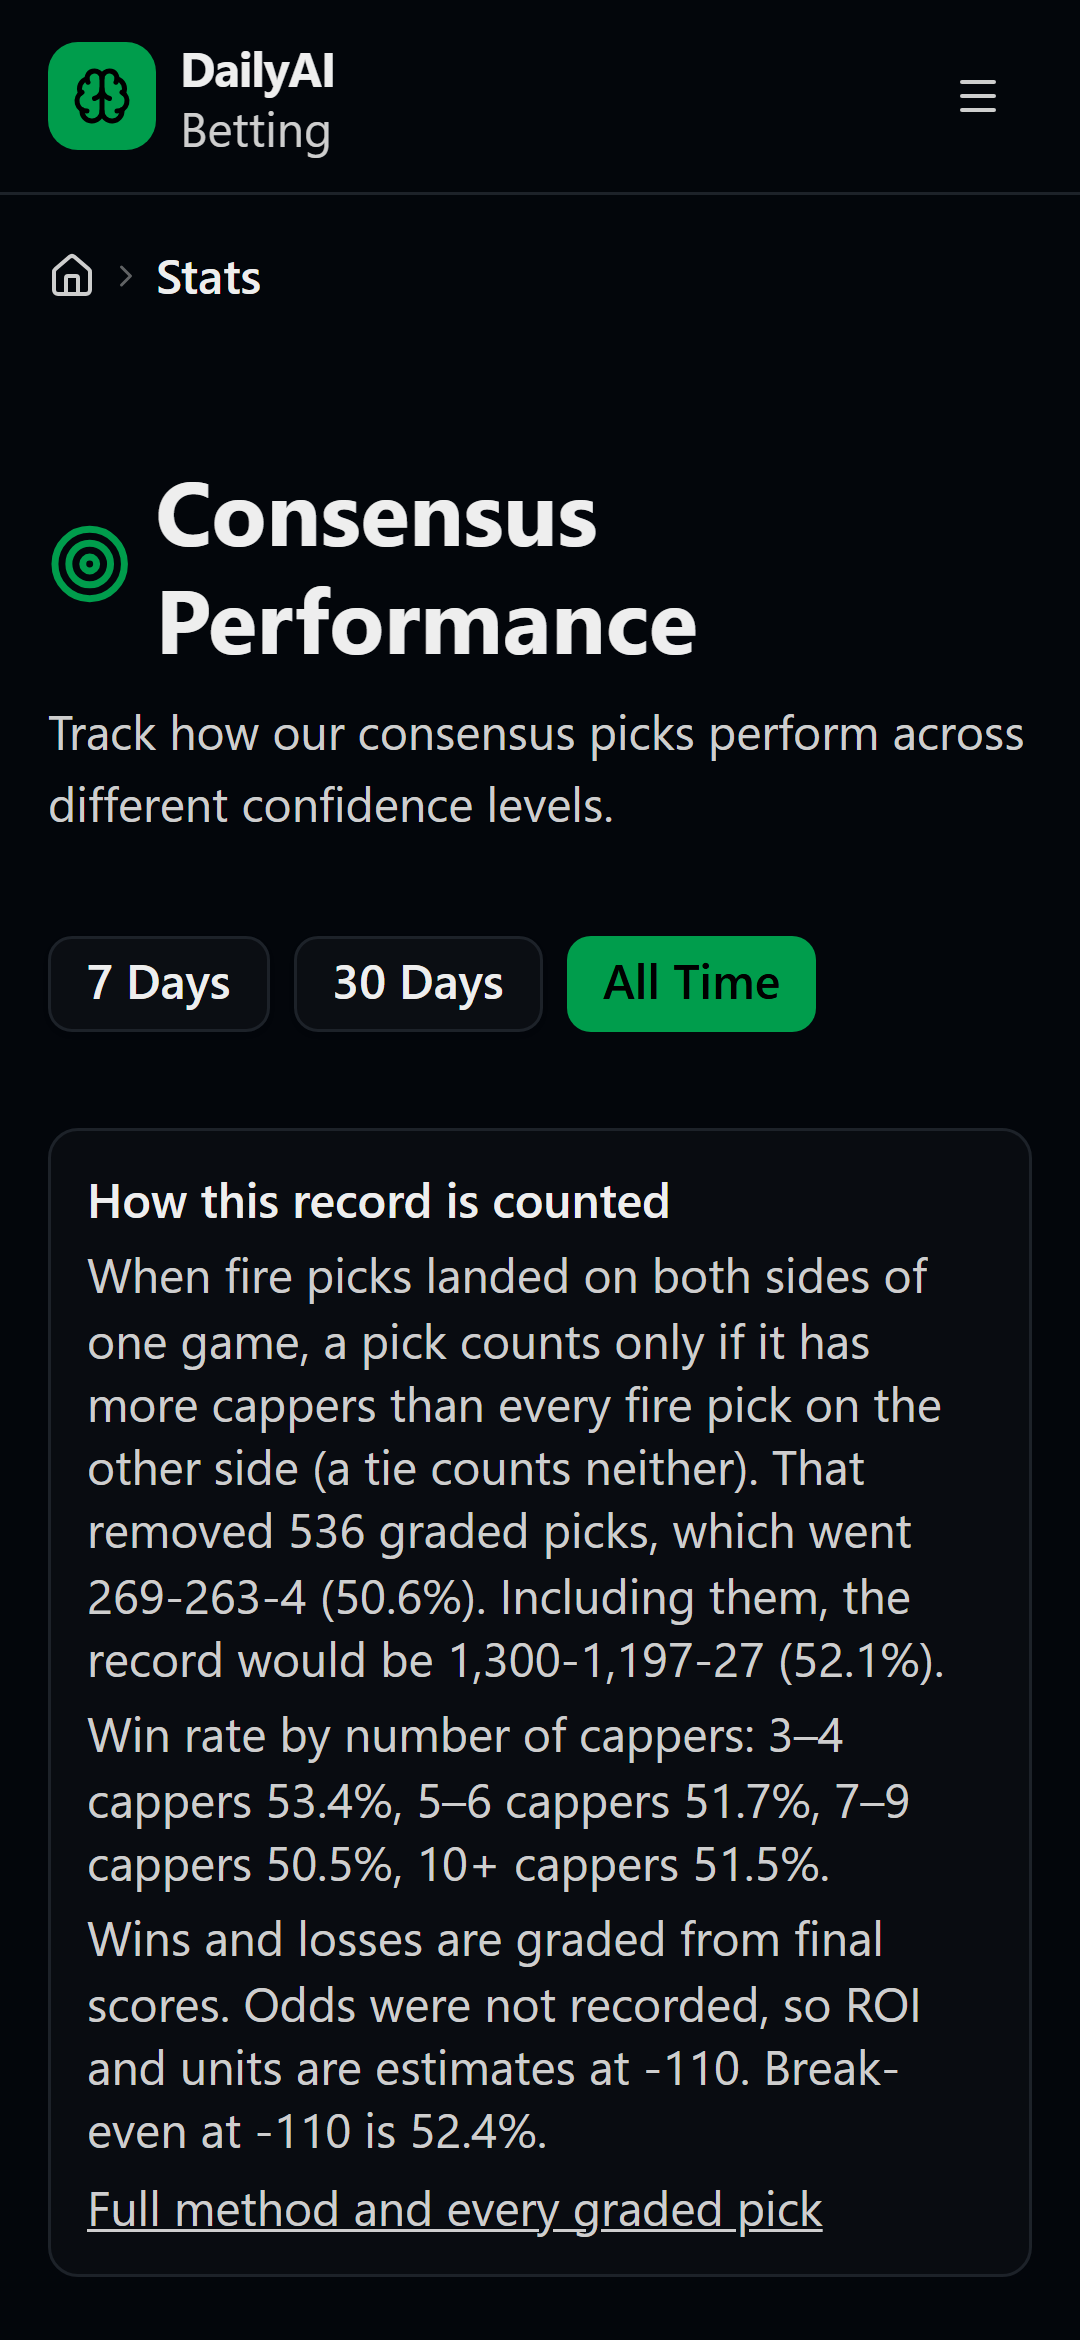 DailyAI
Betting
Stats
Consensus
Performance
Track how our consensus picks perform across
different confidence levels.
7 Days
30 Days
All Time
How this record is counted
When fire picks landed on both sides of
one game, a pick counts only if it has
more cappers than every fire pick on the
other side (a tie counts neither). That
removed 536 graded picks, which went
269-263-4 (50.6%). Including them, the
record would be 1,300-1,197-27 (52.1%).
Win rate by number of cappers: 3–4
cappers 53.4%, 5–6 cappers 51.7%, 7–9
cappers 50.5%, 10+ cappers 51.5%.
Wins and losses are graded from final
scores. Odds were not recorded, so ROI
and units are estimates at -110. Break-
even at -110 is 52.4%.
Full method and every graded pick